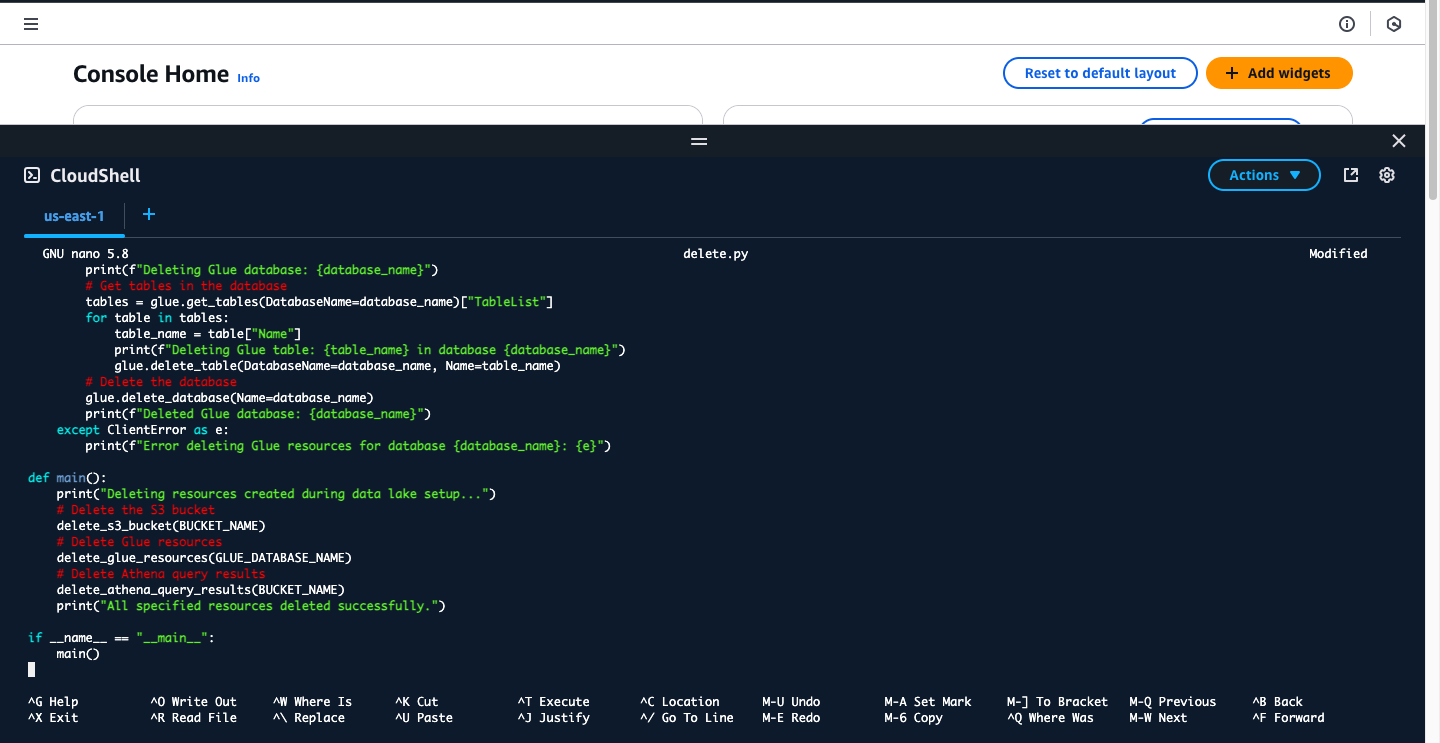 Console Home Info
Reset to default layout
+ Add widgets
CloudShell
Actions ▼
us-east-1 +
GNU nano 5.8 delete.py Modified
        print(f"Deleting Glue database: {database_name}")
        # Get tables in the database
        tables = glue.get_tables(DatabaseName=database_name)["TableList"]
        for table in tables:
            table_name = table["Name"]
            print(f"Deleting Glue table: {table_name} in database {database_name}")
            glue.delete_table(DatabaseName=database_name, Name=table_name)
        # Delete the database
        glue.delete_database(Name=database_name)
        print(f"Deleted Glue database: {database_name}")
    except ClientError as e:
        print(f"Error deleting Glue resources for database {database_name}: {e}")

def main():
    print("Deleting resources created during data lake setup...")
    # Delete the S3 bucket
    delete_s3_bucket(BUCKET_NAME)
    # Delete Glue resources
    delete_glue_resources(GLUE_DATABASE_NAME)
    # Delete Athena query results
    delete_athena_query_results(BUCKET_NAME)
    print("All specified resources deleted successfully.")

if __name__ == "__main__":
    main()

^G Help ^O Write Out ^W Where Is ^K Cut ^T Execute ^C Location M-U Undo M-A Set Mark M-] To Bracket M-Q Previous ^B Back
^X Exit ^R Read File ^\ Replace ^U Paste ^J Justify ^/ Go To Line M-E Redo M-6 Copy ^Q Where Was M-W Next ^F Forward